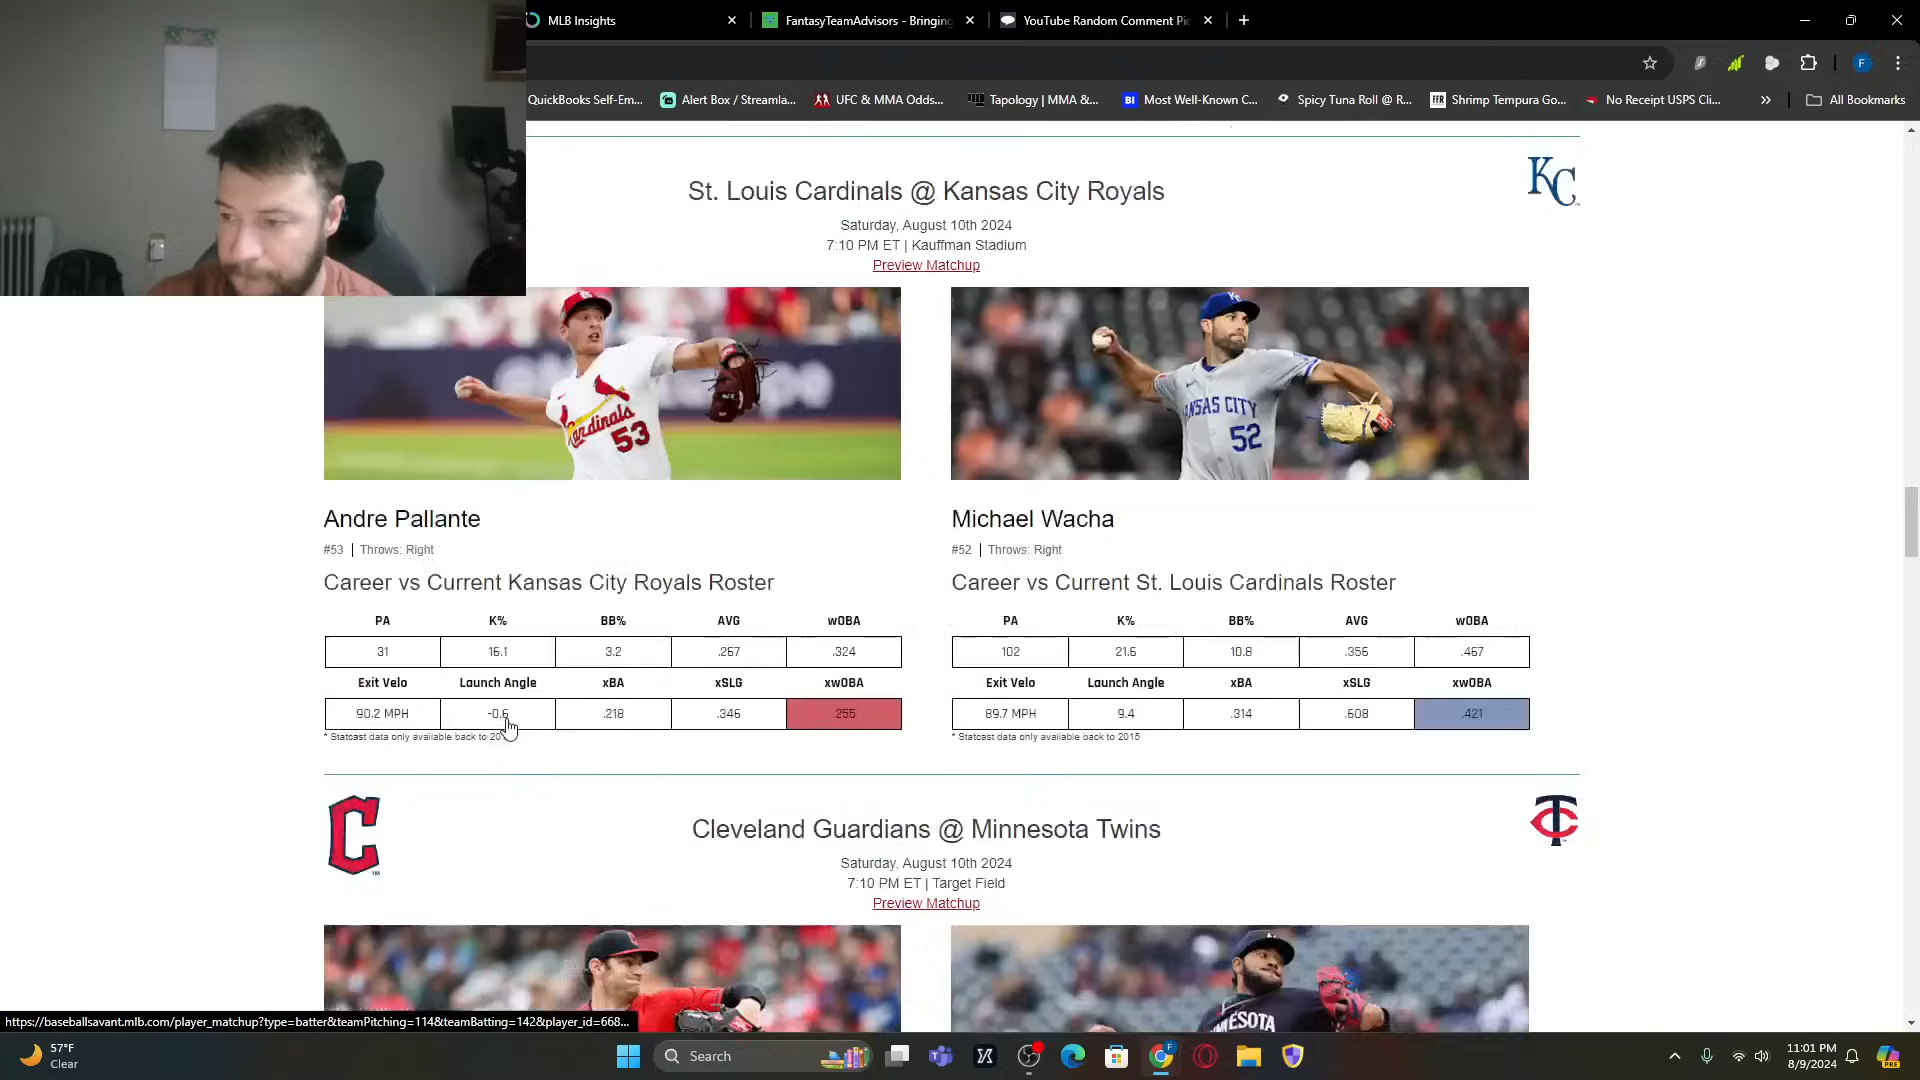 MLB Insights
FantasyTeamAdvisors - Bringing
YouTube Random Comment Pi
QuickBooks Self-Em...
Alert Box / Streamla...
UFC & MMA Odds...
Tapology | MMA &...
Most Well-Known C...
Spicy Tuna Roll @ R...
Shrimp Tempura Go...
No Receipt USPS Cli...
All Bookmarks
St. Louis Cardinals @ Kansas City Royals
Saturday, August 10th 2024
7:10 PM ET | Kauffman Stadium
Preview Matchup
Cardinals
53
KANSAS CITY
52
Andre Pallante
#53 | Throws: Right
Career vs Current Kansas City Royals Roster
PA K% BB% AVG wOBA
31 16.1 3.2 .267 .324
Exit Velo Launch Angle xBA xSLG xwOBA
90.2 MPH -0.6 .218 .346 .255
* Statcast data only available back to 20
Michael Wacha
#52 | Throws: Right
Career vs Current St. Louis Cardinals Roster
PA K% BB% AVG wOBA
102 21.6 10.8 .356 .467
Exit Velo Launch Angle xBA xSLG xwOBA
89.7 MPH 9.4 .314 .608 .421
* Statcast data only available back to 2015
Cleveland Guardians @ Minnesota Twins
Saturday, August 10th 2024
7:10 PM ET | Target Field
Preview Matchup
https://baseballsavant.mlb.com/player_matchup?type=batter&teamPitching=114&teamBatting=142&player_id=668...
57°F
Clear
Search
11:01 PM
8/9/2024